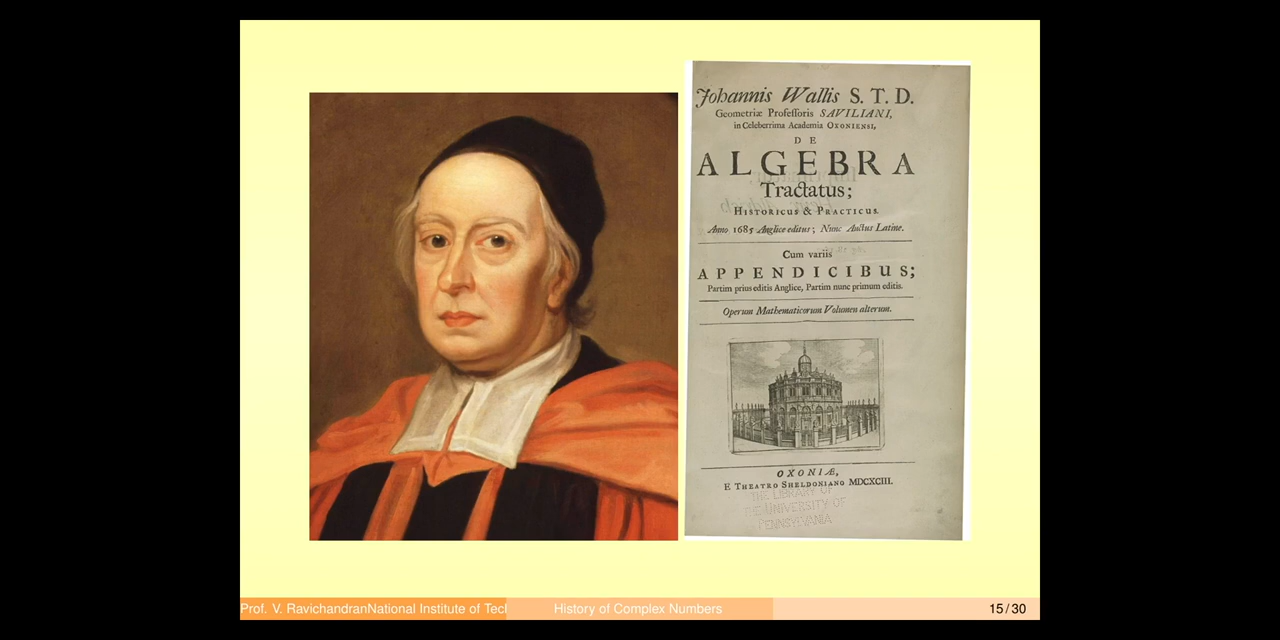 Johannis Wallis S. T. D.
Geometriæ Professoris SAVILIANI,
in Celeberrima Academia OXONIENSI,
DE
ALGEBRA
Tractatus;
HISTORICUS & PRACTICUS.
Anno 1685 Anglice editus; Nunc Auctus Latine.
Cum variis
APPENDICIBUS;
Partim prius editis Anglice, Partim nunc primum editis.
Operum Mathematicorum Volumen alterum.
OXONIÆ,
E THEATRO SHELDONIANO MDCXCIII.
THE LIBRARY OF
THE UNIVERSITY OF
PENNSYLVANIA
Prof. V. RavichandranNational Institute of Tecl
History of Complex Numbers
15/30